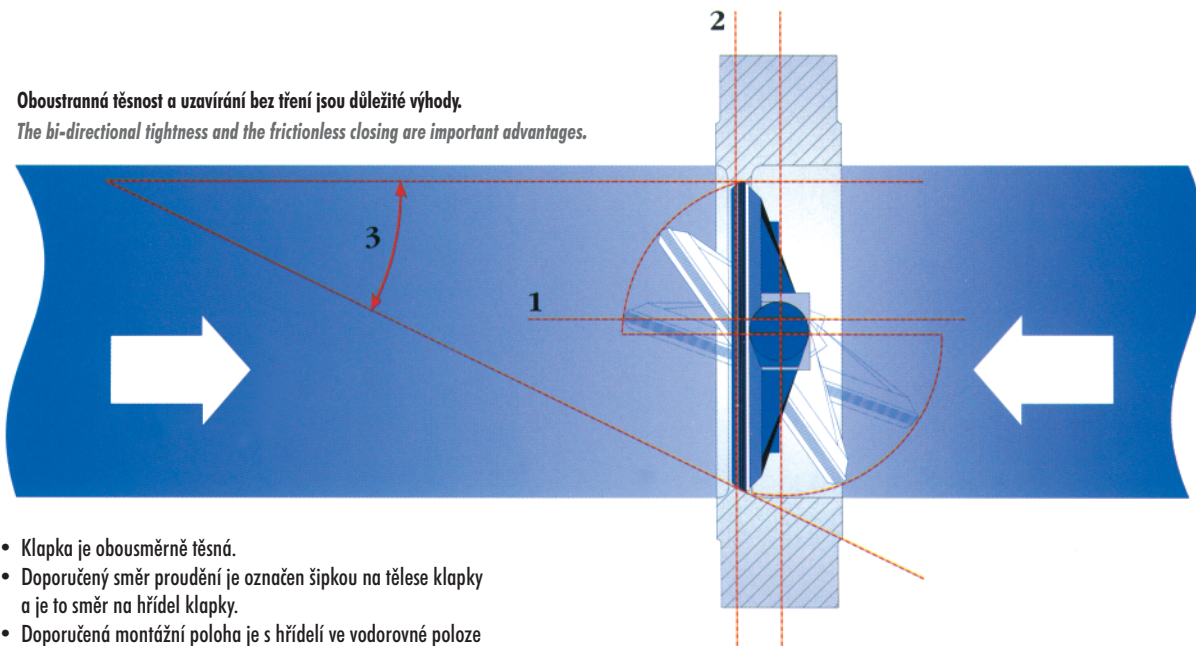 2
Oboustranná těsnost a uzavírání bez tření jsou důležité výhody.
The bi-directional tightness and the frictionless closing are important advantages.
3
1
• Klapka je obousměrně těsná.
• Doporučený směr proudění je označen šipkou na tělese klapky
a je to směr na hřídel klapky.
• Doporučená montážní poloha je s hřídelí ve vodorovné poloze